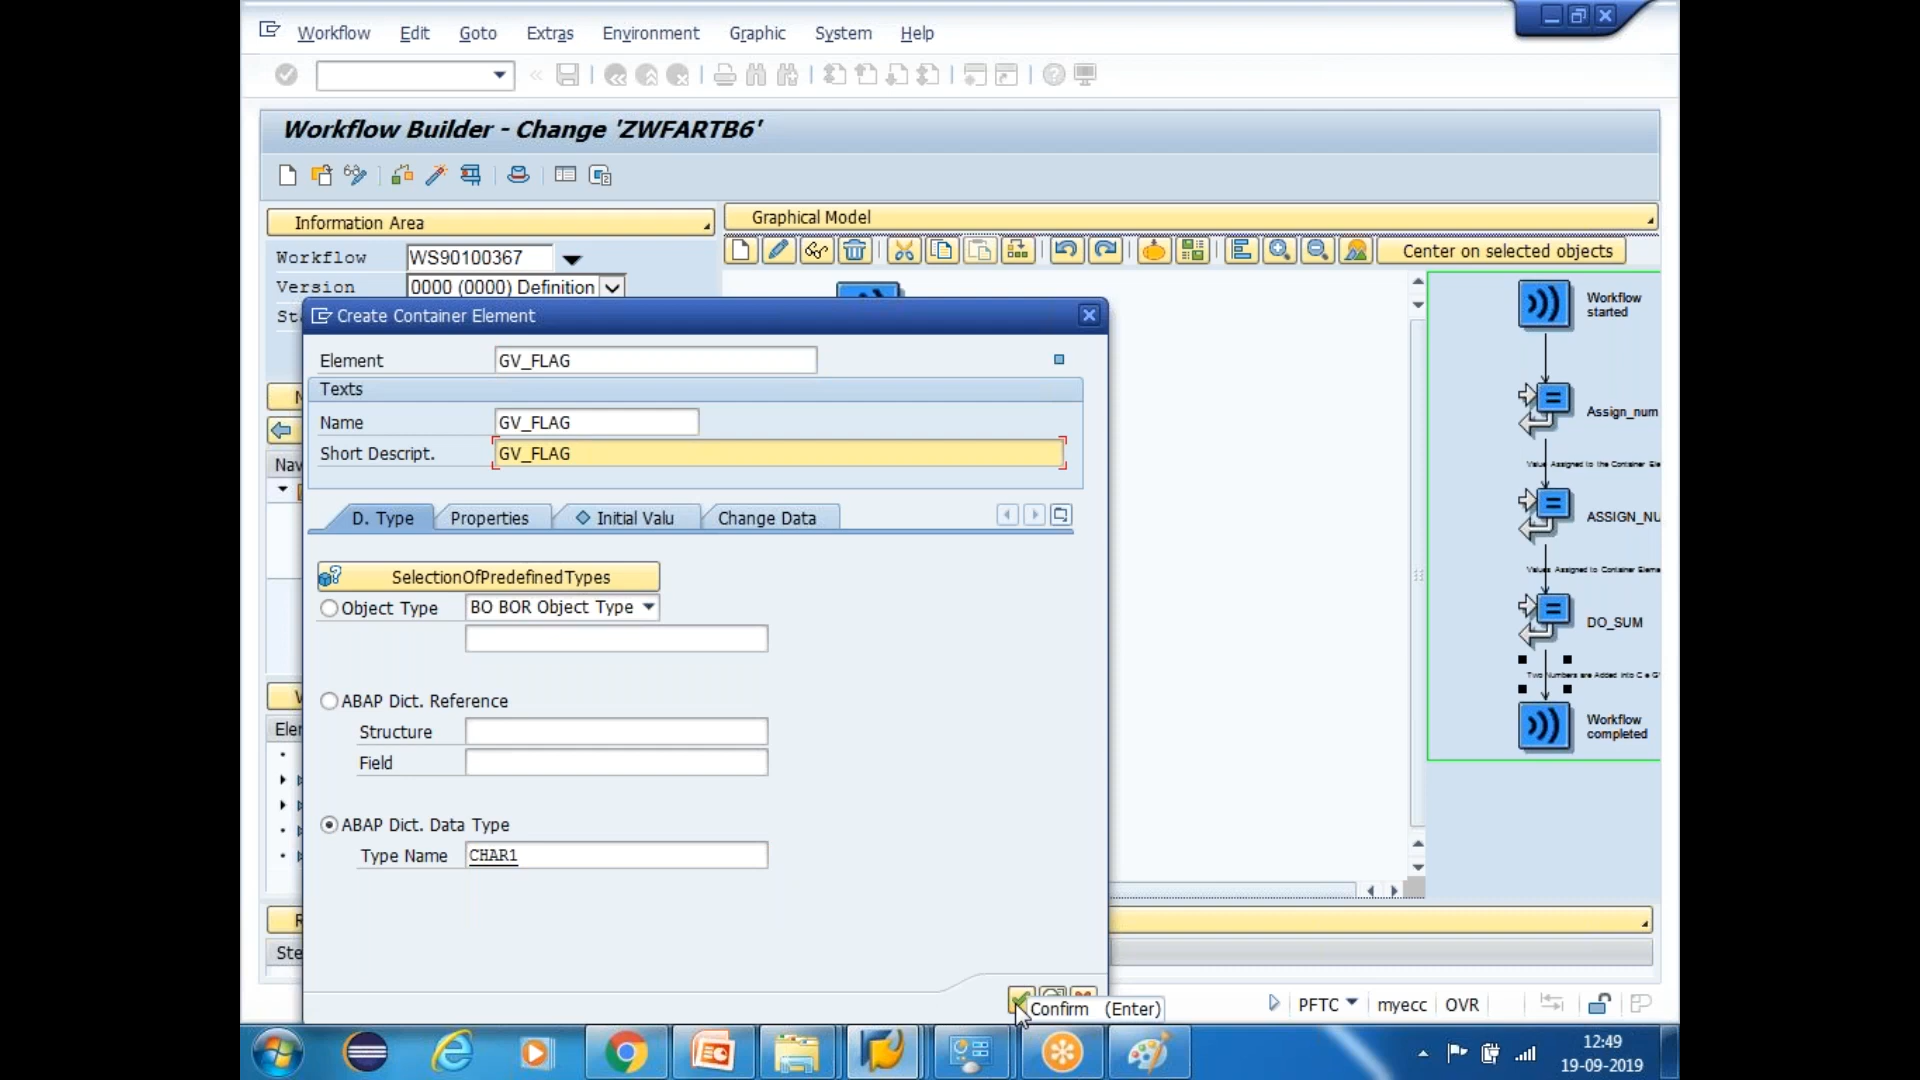 Workflow Edit Goto Extras Environment Graphic System Help
Workflow Builder - Change 'ZWFARTB6'
Information Area
Graphical Model
Workflow WS90100367
Center on selected objects
Version 0000 (0000) Definition
Create Container Element
Workflow
started
Element GV_FLAG
Texts
Name GV_FLAG
Assign_num
Short Descript. GV_FLAG
Nav
D. Type Properties Initial Valu Change Data
SelectionOfPredefinedTypes
Object Type BO BOR Object Type
DO_SUM
ABAP Dict. Reference
Structure
Workflow
completed
Field
ABAP Dict. Data Type
Type Name CHAR1
Confirm (Enter)
PFTC myecc OVR
12:49
19-09-2019